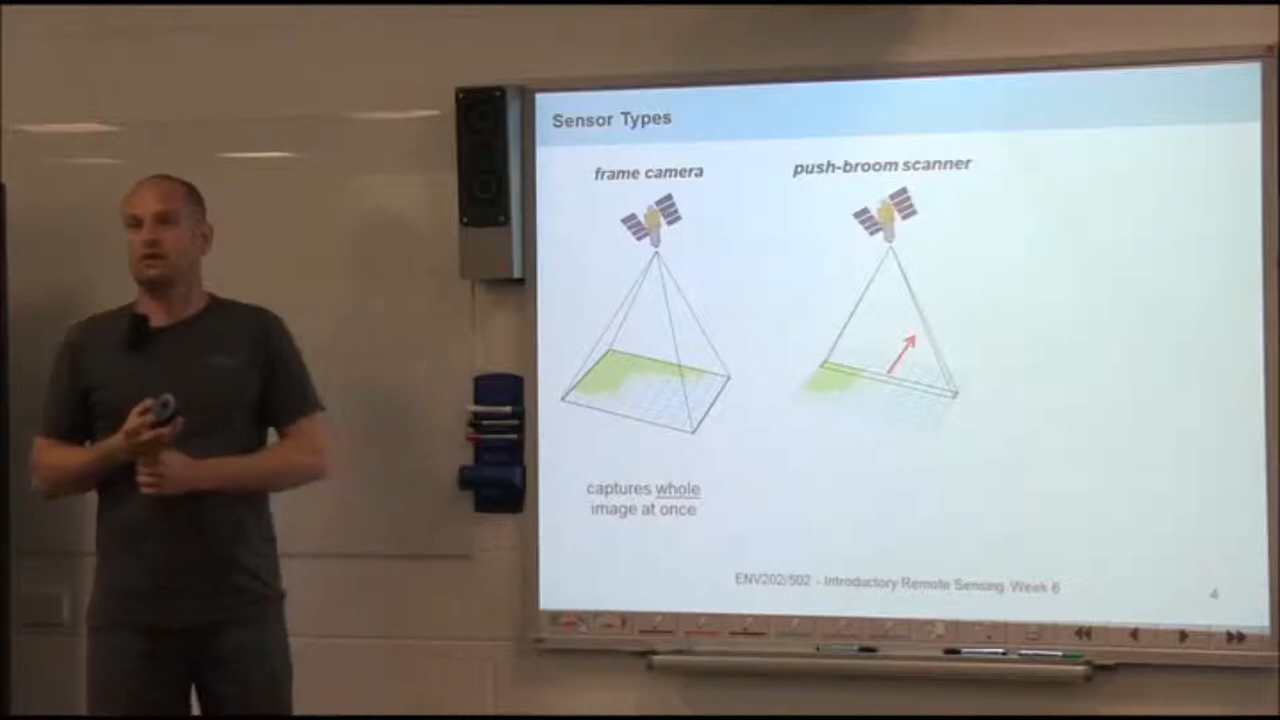 Sensor Types
frame camera
push-broom scanner
captures whole
image at once
ENV202/502 - Introductory Remote Sensing Week 6
4